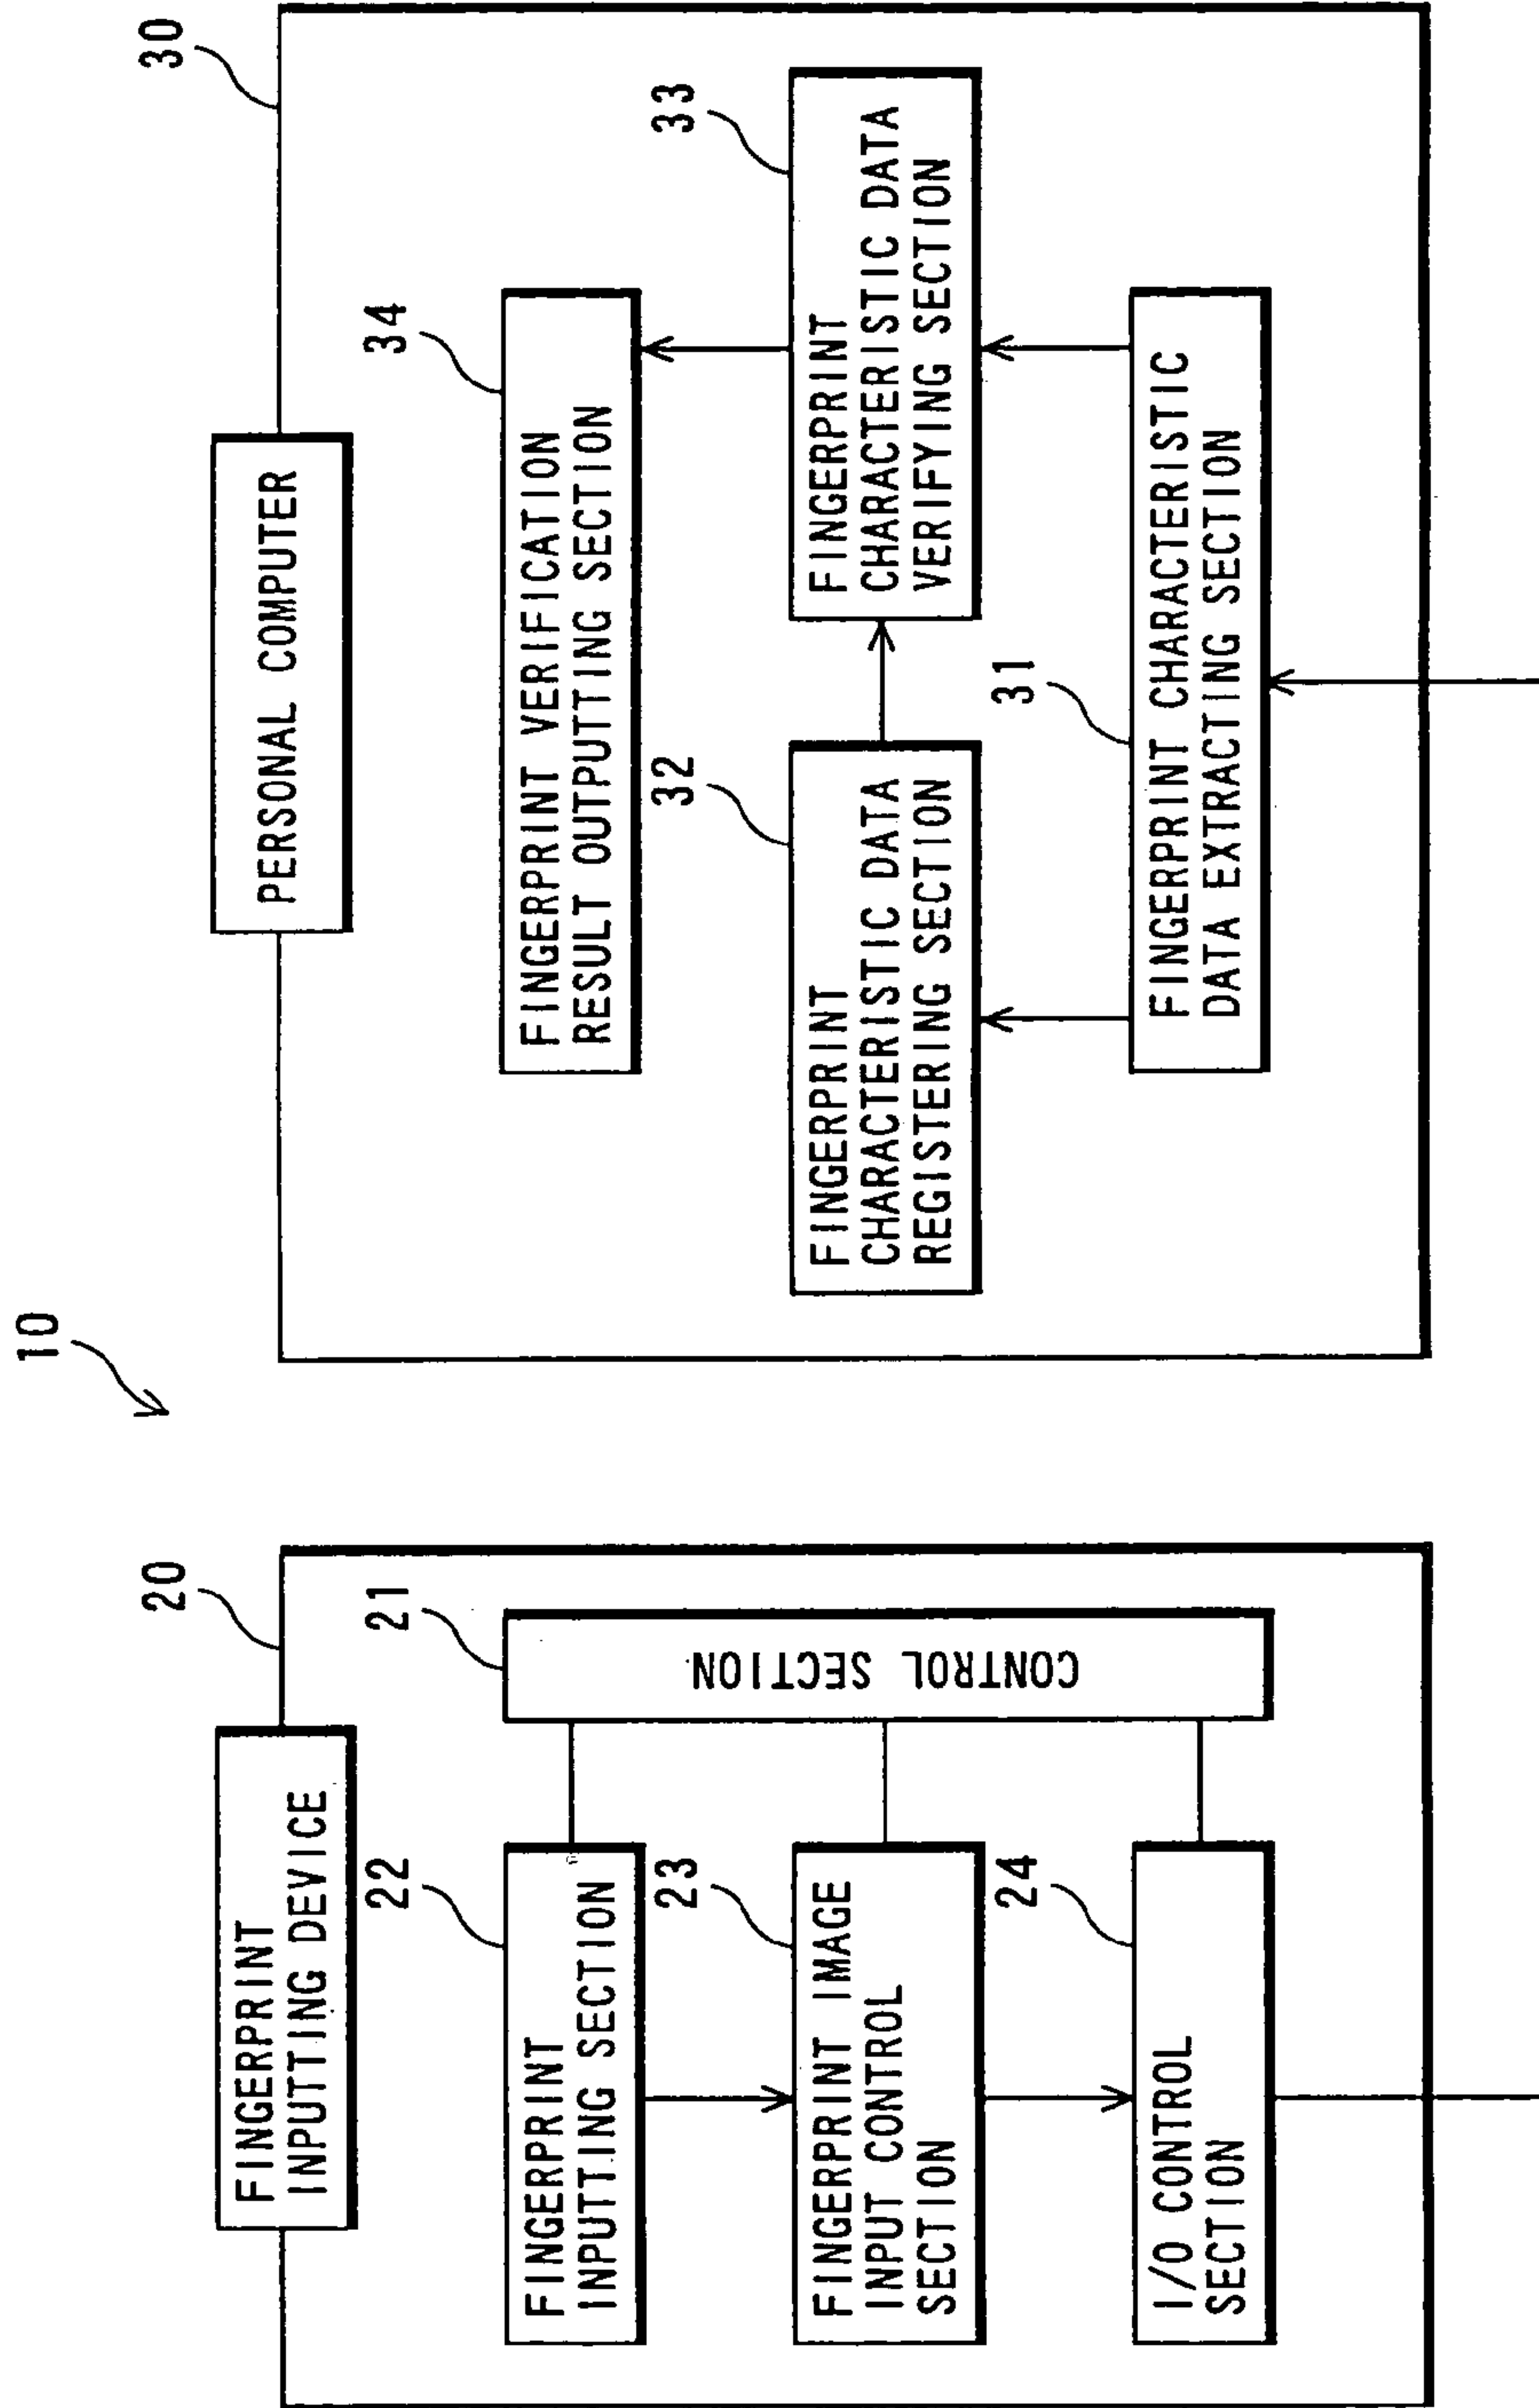 10
20
FINGERPRINT
INPUTTING DEVICE
21
CONTROL SECTION
22
FINGERPRINT
INPUTTING SECTION
23
FINGERPRINT IMAGE
INPUT CONTROL
SECTION
24
I/O CONTROL
SECTION
30
PERSONAL COMPUTER
34
FINGERPRINT VERIFICATION
RESULT OUTPUTTING SECTION
32
FINGERPRINT
CHARACTERISTIC DATA
REGISTERING SECTION
33
FINGERPRINT
CHARACTERISTIC DATA
VERIFYING SECTION
31
FINGERPRINT CHARACTERISTIC
DATA EXTRACTING SECTION